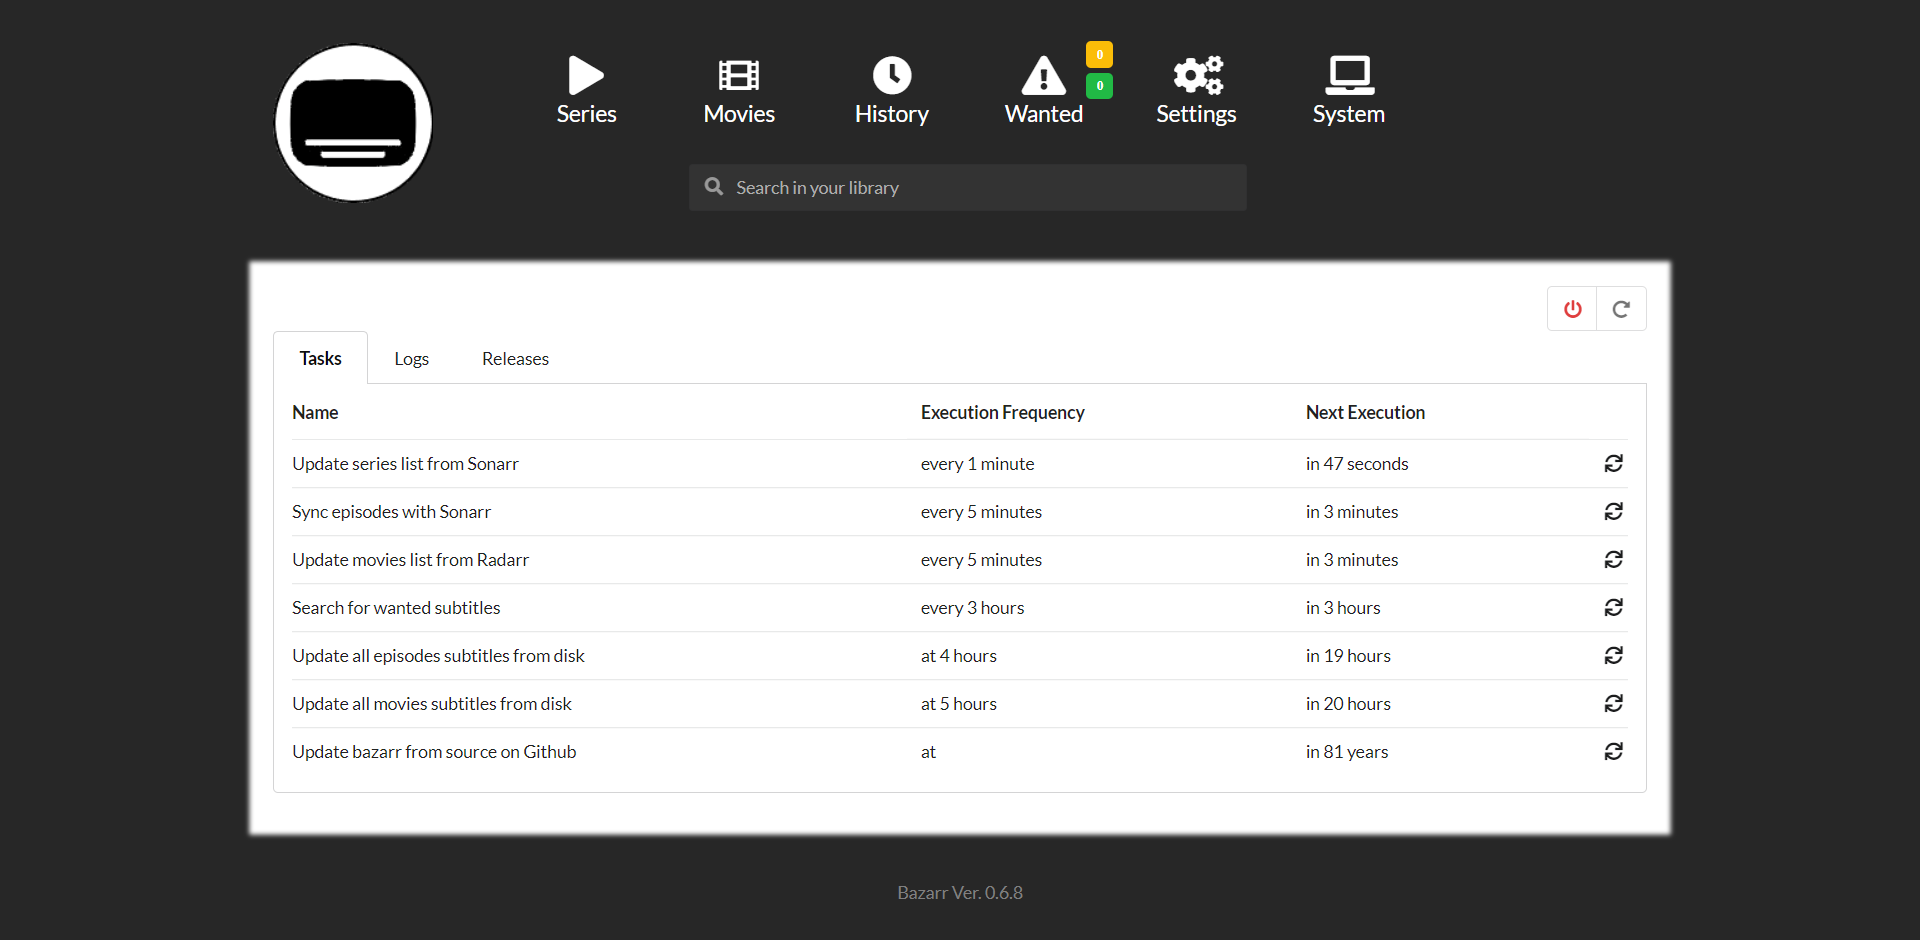 0
0
Series Movies History Wanted Settings System
Search in your library
Tasks Logs Releases
Name Execution Frequency Next Execution
Update series list from Sonarr every 1 minute in 47 seconds
Sync episodes with Sonarr every 5 minutes in 3 minutes
Update movies list from Radarr every 5 minutes in 3 minutes
Search for wanted subtitles every 3 hours in 3 hours
Update all episodes subtitles from disk at 4 hours in 19 hours
Update all movies subtitles from disk at 5 hours in 20 hours
Update bazarr from source on Github at in 81 years
Bazarr Ver. 0.6.8